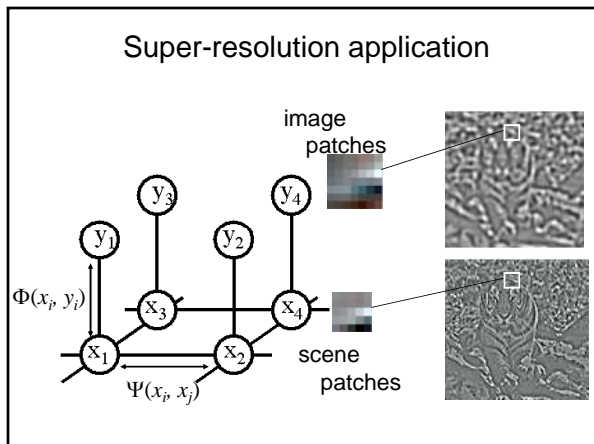 Super-resolution application
image
patches
y₃
y₄
y₁
y₂
Φ(xᵢ, yᵢ)
x₃
x₄
x₁
x₂
scene
patches
Ψ(xᵢ, xⱼ)